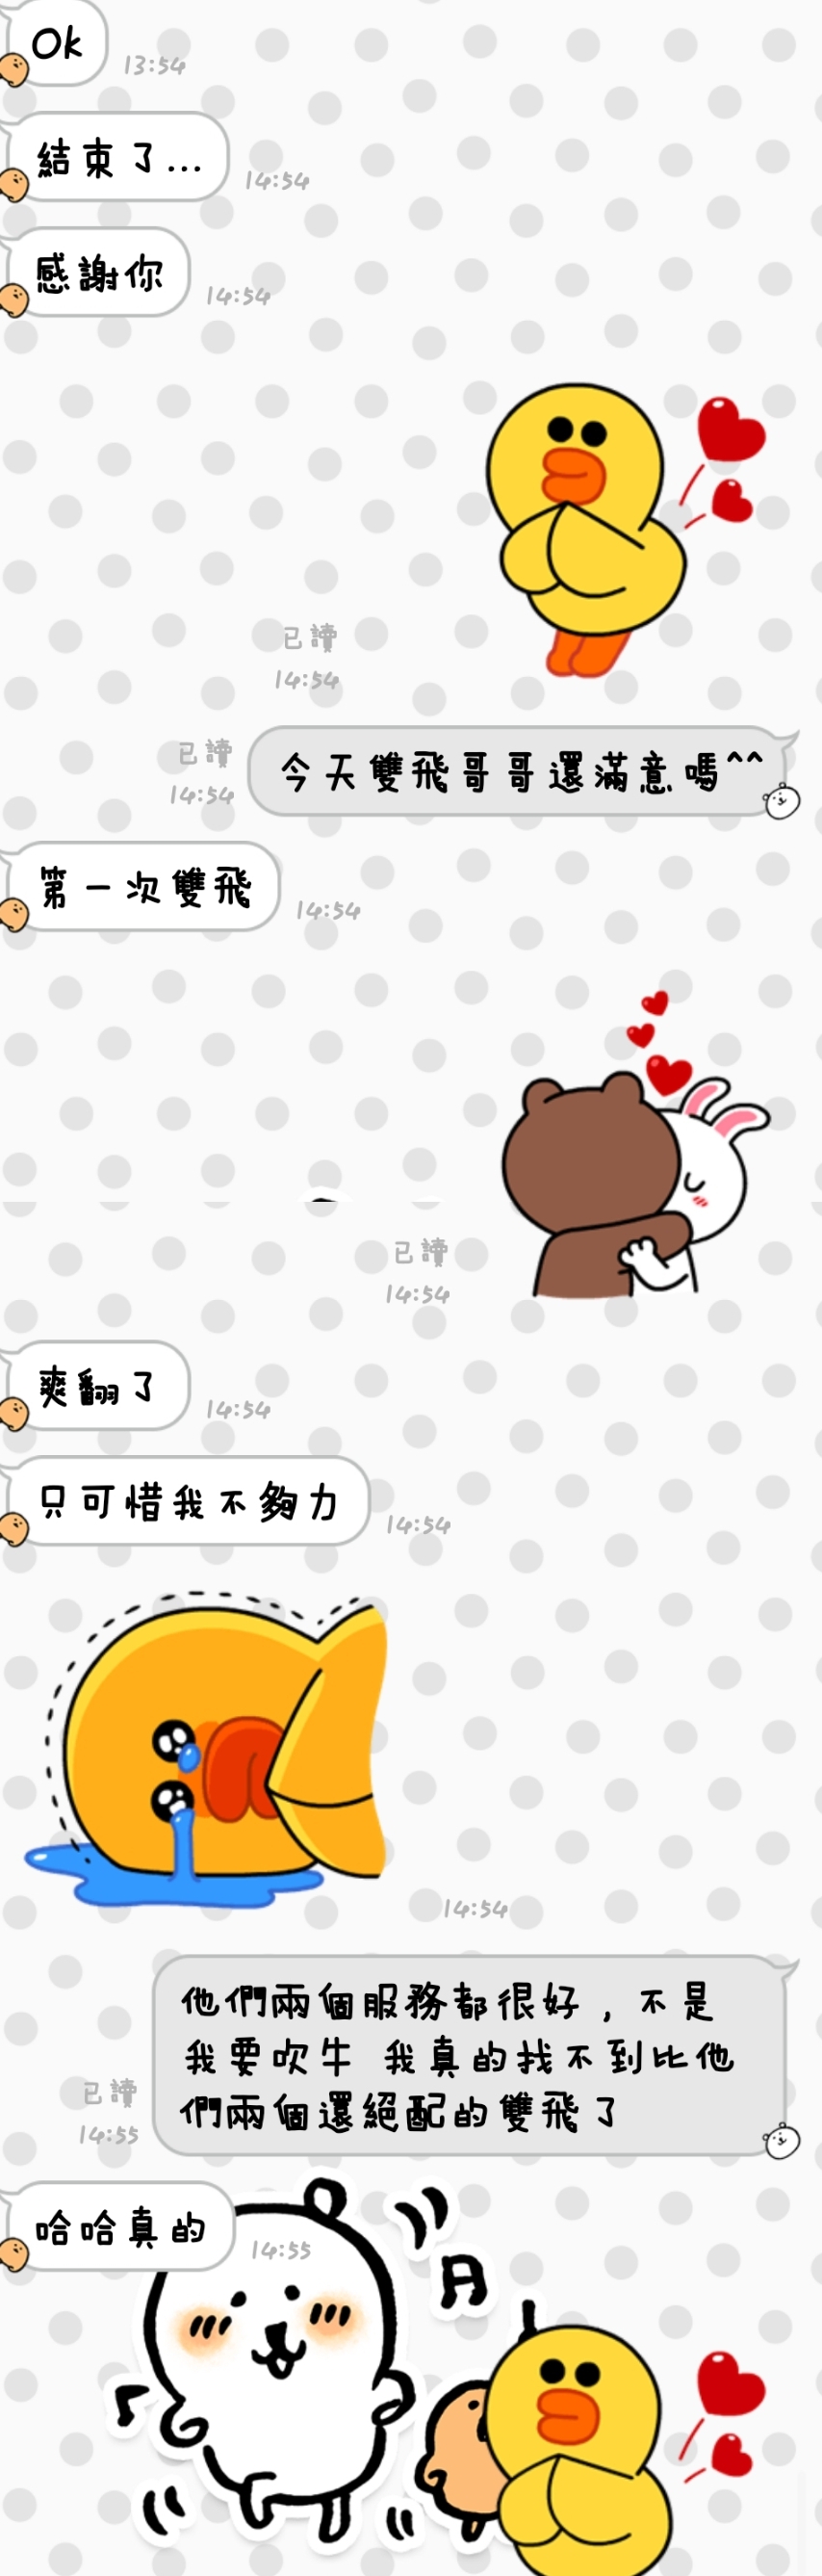 Ok
13:54
結束了...
14:54
感謝你
14:54
已讀
14:54
今天雙飛哥哥還滿意嗎^^
已讀
14:54
第一次雙飛
14:54
已讀
14:54
爽翻了
14:54
只可惜我不夠力
14:54
14:54
他們兩個服務都很好，不是
我要吹牛 我真的找不到比他
們兩個還絕配的雙飛了
已讀
14:55
哈哈真的
14:55